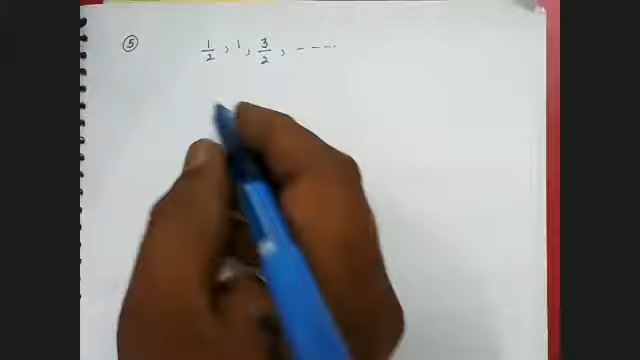 ⑤ 1/2 , 1 , 3/2 , -----